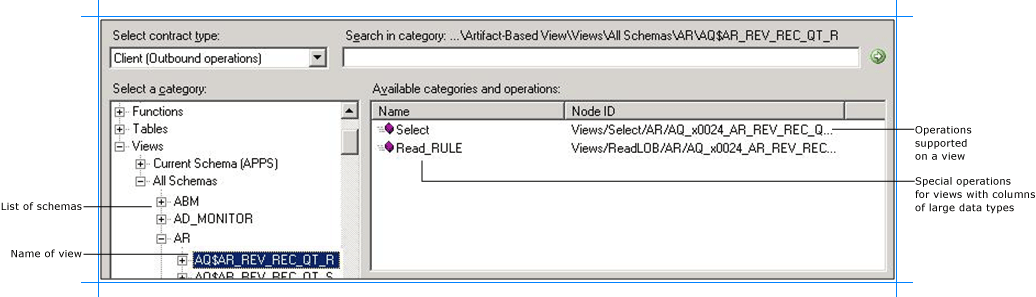 Select contract type:
Search in category: ...\Artifact-Based View\Views\All Schemas\AR\AQ$AR_REV_REC_QT_R
Client (Outbound operations)
Select a category:
Available categories and operations:
Functions
Tables
Views
Current Schema (APPS)
All Schemas
ABM
AD_MONITOR
AR
AQ$AR_REV_REC_QT_R
AQ$AR_REV_REC_QT_S
Name
Node ID
Select
Views/Select/AR/AQ_x0024_AR_REV_REC_Q...
Read_RULE
Views/ReadLOB/AR/AQ_x0024_AR_REV_REC...
List of schemas
Name of view
Operations
supported
on a view
Special operations
for views with columns
of large data types